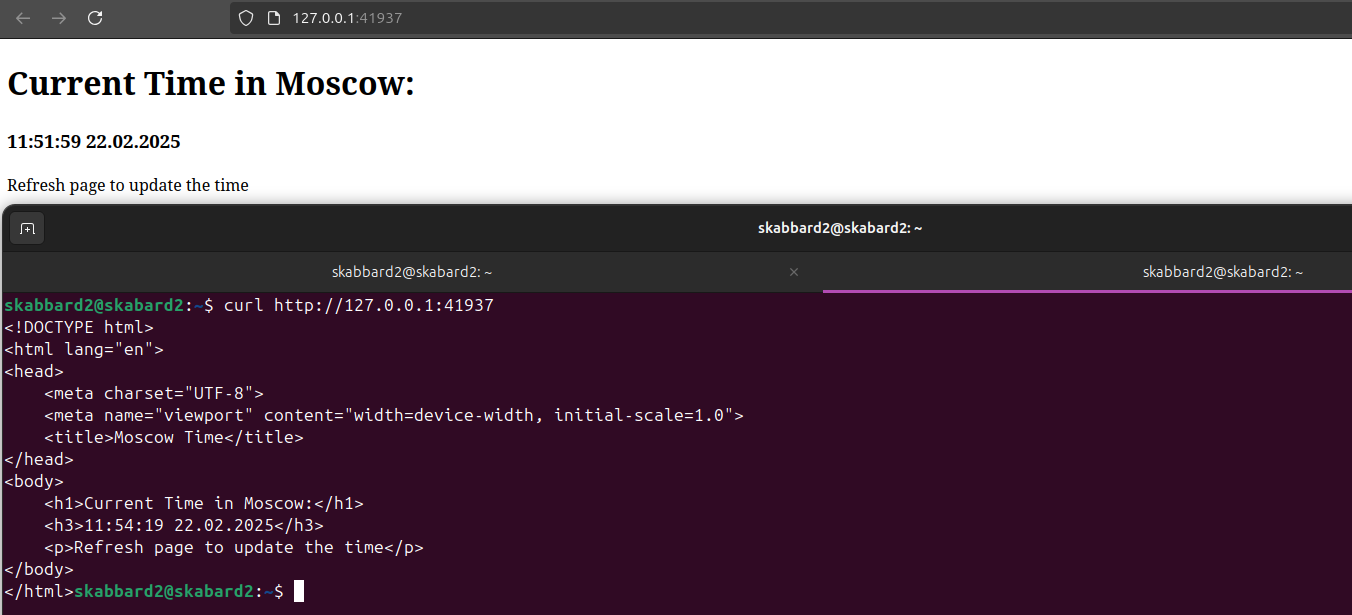 127.0.0.1:41937
Current Time in Moscow:
11:51:59 22.02.2025
Refresh page to update the time
skabbard2@skabard2: ~
skabbard2@skabard2: ~ × skabbard2@skabard2: ~
skabbard2@skabard2:~$ curl http://127.0.0.1:41937
<!DOCTYPE html>
<html lang="en">
<head>
    <meta charset="UTF-8">
    <meta name="viewport" content="width=device-width, initial-scale=1.0">
    <title>Moscow Time</title>
</head>
<body>
    <h1>Current Time in Moscow:</h1>
    <h3>11:54:19 22.02.2025</h3>
    <p>Refresh page to update the time</p>
</body>
</html>skabbard2@skabard2:~$